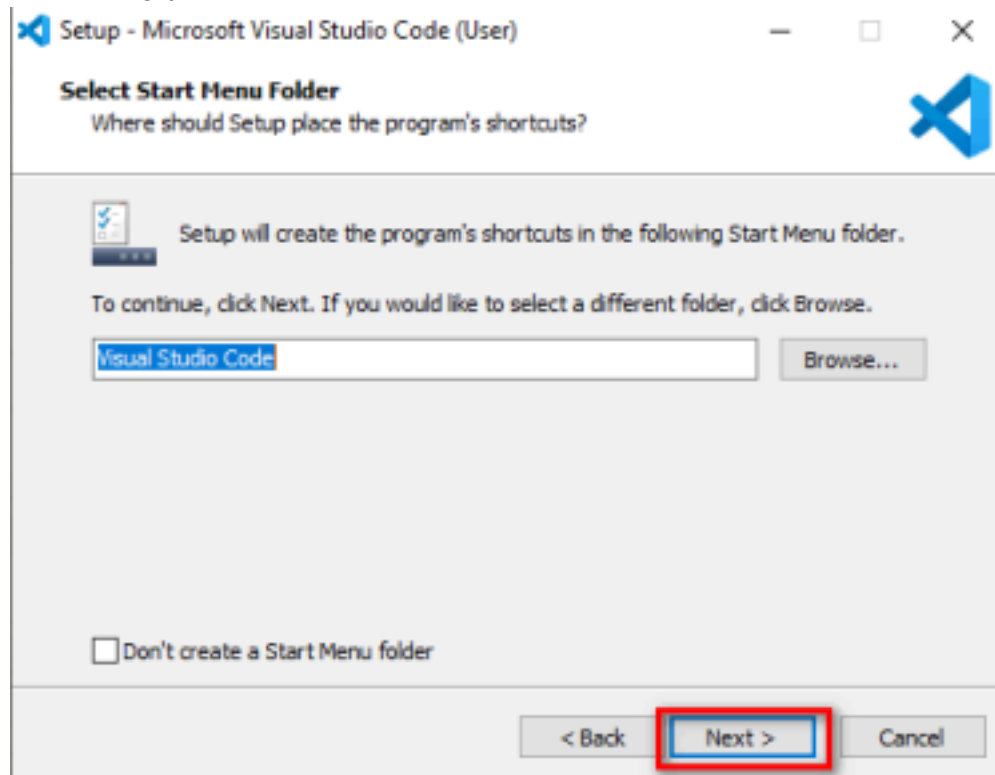 Setup - Microsoft Visual Studio Code (User)
Select Start Menu Folder
Where should Setup place the program's shortcuts?
Setup will create the program's shortcuts in the following Start Menu folder.
To continue, click Next. If you would like to select a different folder, click Browse.
Visual Studio Code
Browse...
Don't create a Start Menu folder
< Back
Next >
Cancel